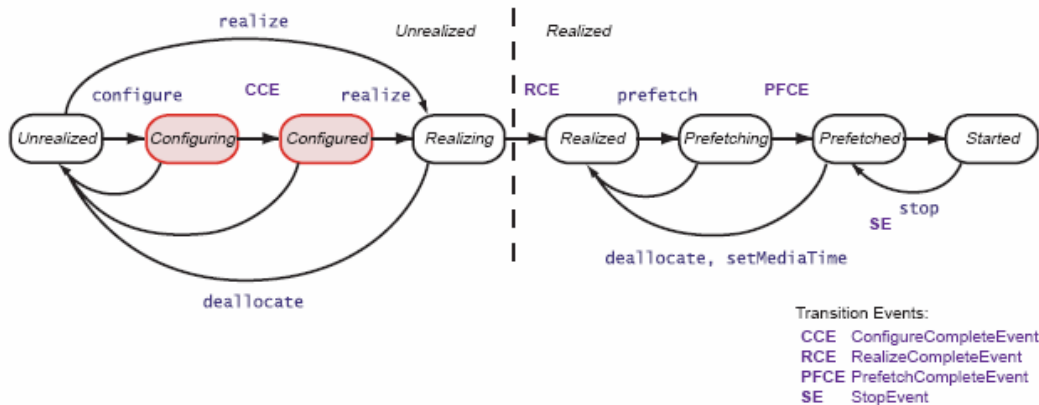 realize
Unrealized
Realized
configure
CCE
realize
RCE
prefetch
PFCE
Unrealized
Configuring
Configured
Realizing
Realized
Prefetching
Prefetched
Started
stop
SE
deallocate, setMediaTime
deallocate
Transition Events:
CCE ConfigureCompleteEvent
RCE RealizeCompleteEvent
PFCE PrefetchCompleteEvent
SE StopEvent